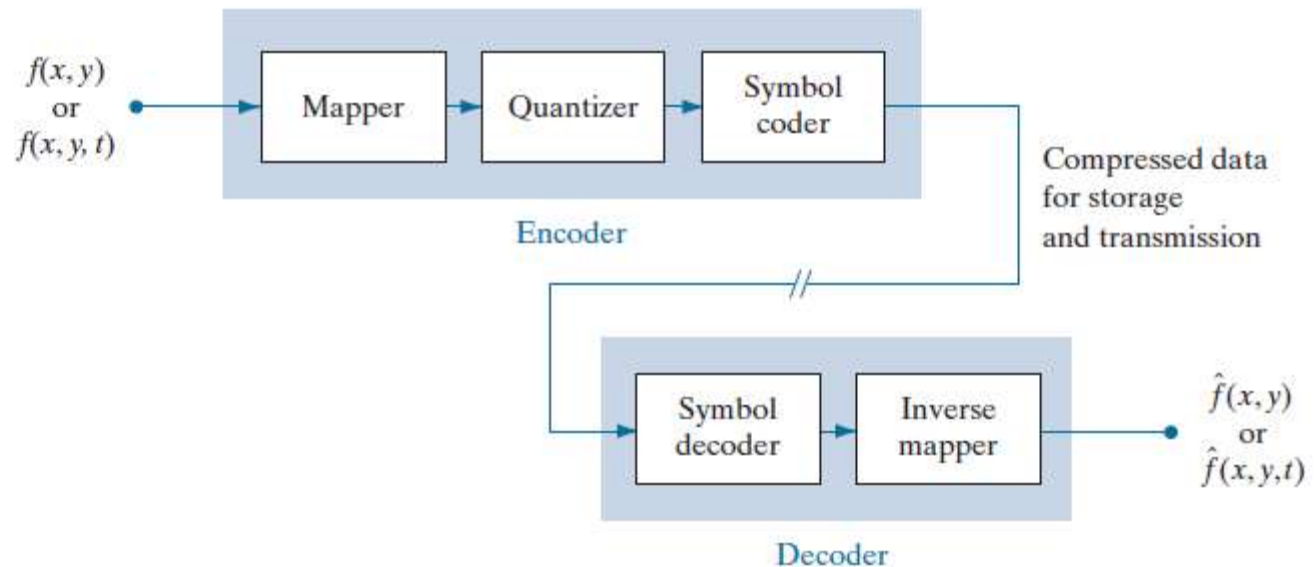 f(x, y)
or
f(x, y, t)
Mapper
Quantizer
Symbol
coder
Encoder
Compressed data
for storage
and transmission
Symbol
decoder
Inverse
mapper
f̂(x, y)
or
f̂(x, y,t)
Decoder